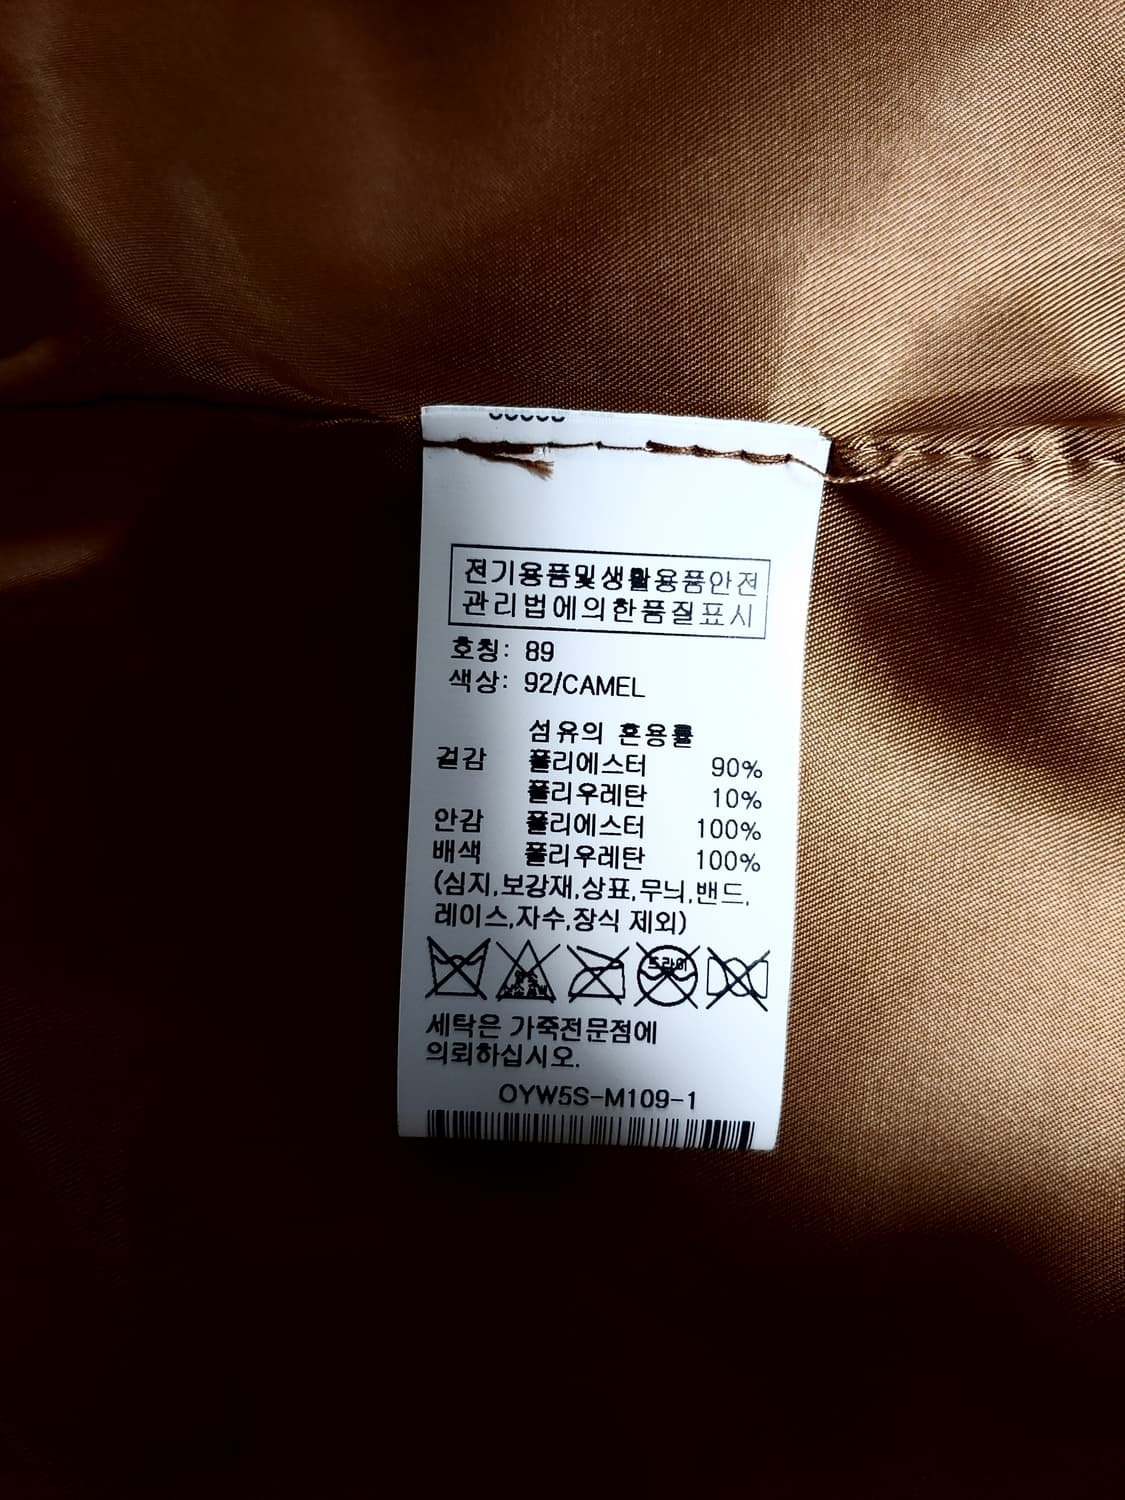 전기용품및생활용품안전
관리법에의한품질표시
호칭: 89
색상: 92/CAMEL
섬유의 혼용률
겉감 폴리에스터 90%
폴리우레탄 10%
안감 폴리에스터 100%
배색 폴리우레탄 100%
(심지,보강재,상표,무늬,밴드,
레이스,자수,장식 제외)
드라이
세탁은 가죽전문점에
의뢰하십시오.
OYW5S-M109-1